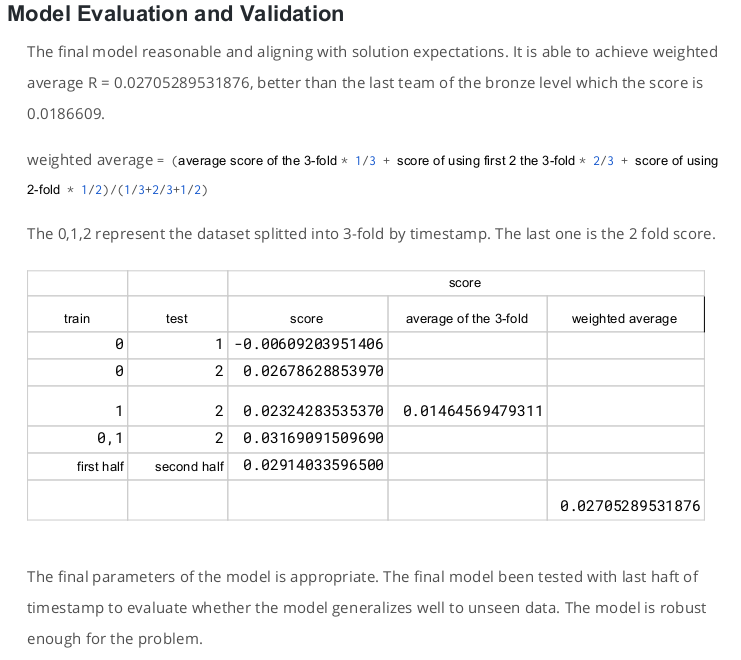 Model Evaluation and Validation
The final model reasonable and aligning with solution expectations. It is able to achieve weighted
average R = 0.02705289531876, better than the last team of the bronze level which the score is
0.0186609.
weighted average = (average score of the 3-fold * 1/3 + score of using first 2 the 3-fold * 2/3 + score of using
2-fold * 1/2)/(1/3+2/3+1/2)
The 0,1,2 represent the dataset splitted into 3-fold by timestamp. The last one is the 2 fold score.
score
train test score average of the 3-fold weighted average
0 1 -0.00609203951406
0 2 0.02678628853970
1 2 0.02324283535370 0.01464569479311
0,1 2 0.03169091509690
first half second half 0.02914033596500
0.02705289531876
The final parameters of the model is appropriate. The final model been tested with last haft of
timestamp to evaluate whether the model generalizes well to unseen data. The model is robust
enough for the problem.